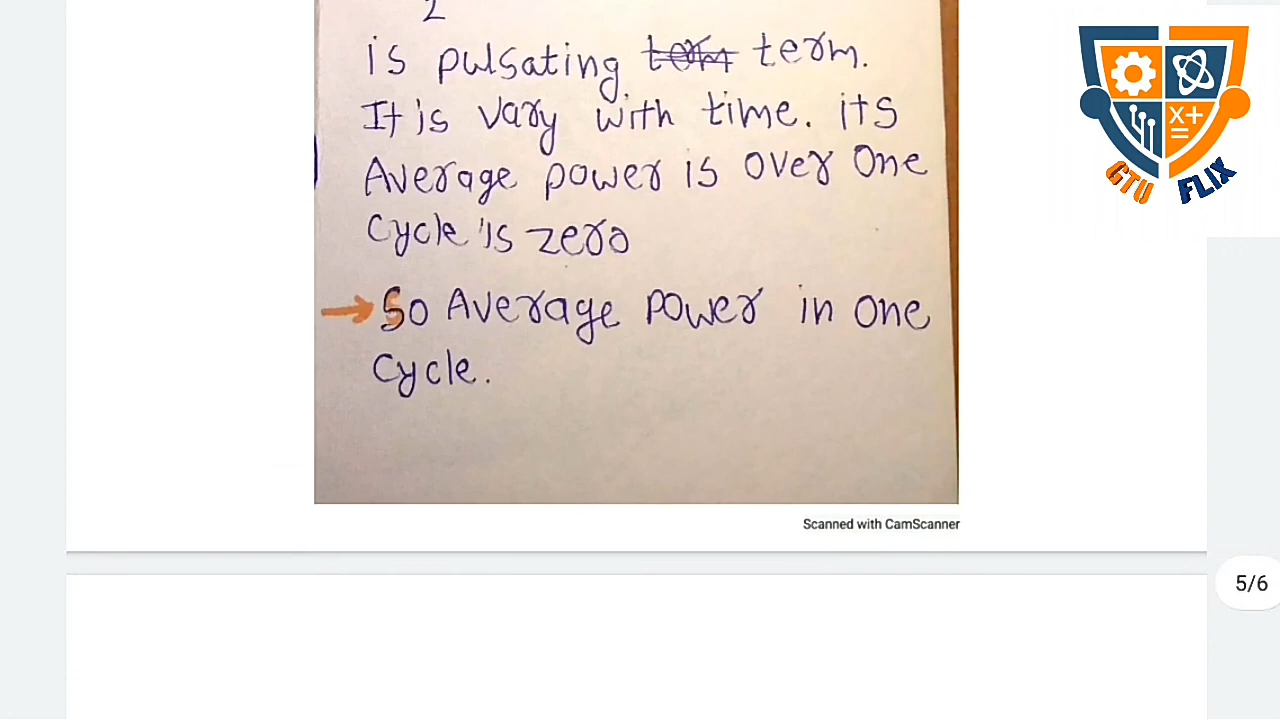 2
is pulsating term term.
It is vary with time. its
Average power is over one
cycle is zero
→ So Average power in one
cycle.
Scanned with CamScanner
5/6
X+
=
GTU FLIX